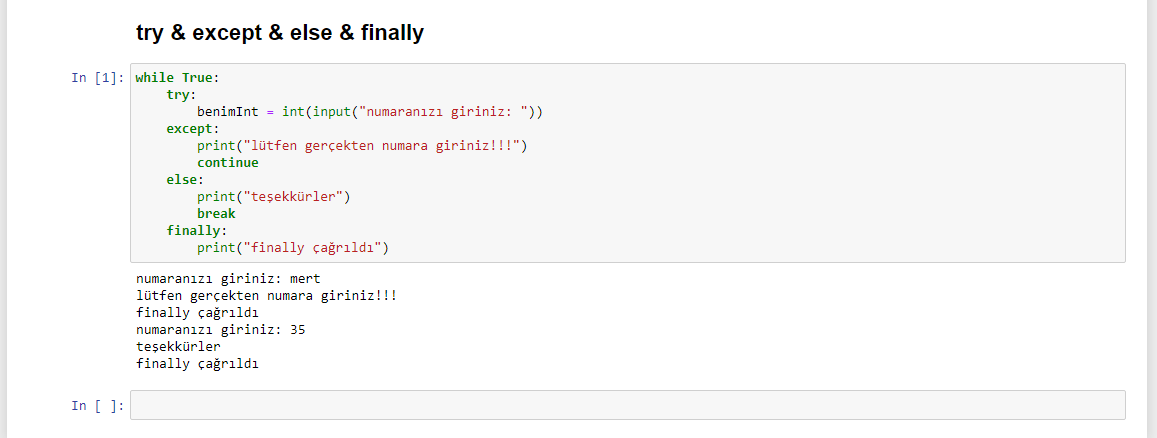 try & except & else & finally
In [1]: while True:
    try:
        benimInt = int(input("numaranızı giriniz: "))
    except:
        print("lütfen gerçekten numara giriniz!!!")
        continue
    else:
        print("teşekkürler")
        break
    finally:
        print("finally çağrıldı")
numaranızı giriniz: mert
lütfen gerçekten numara giriniz!!!
finally çağrıldı
numaranızı giriniz: 35
teşekkürler
finally çağrıldı
In [ ]: